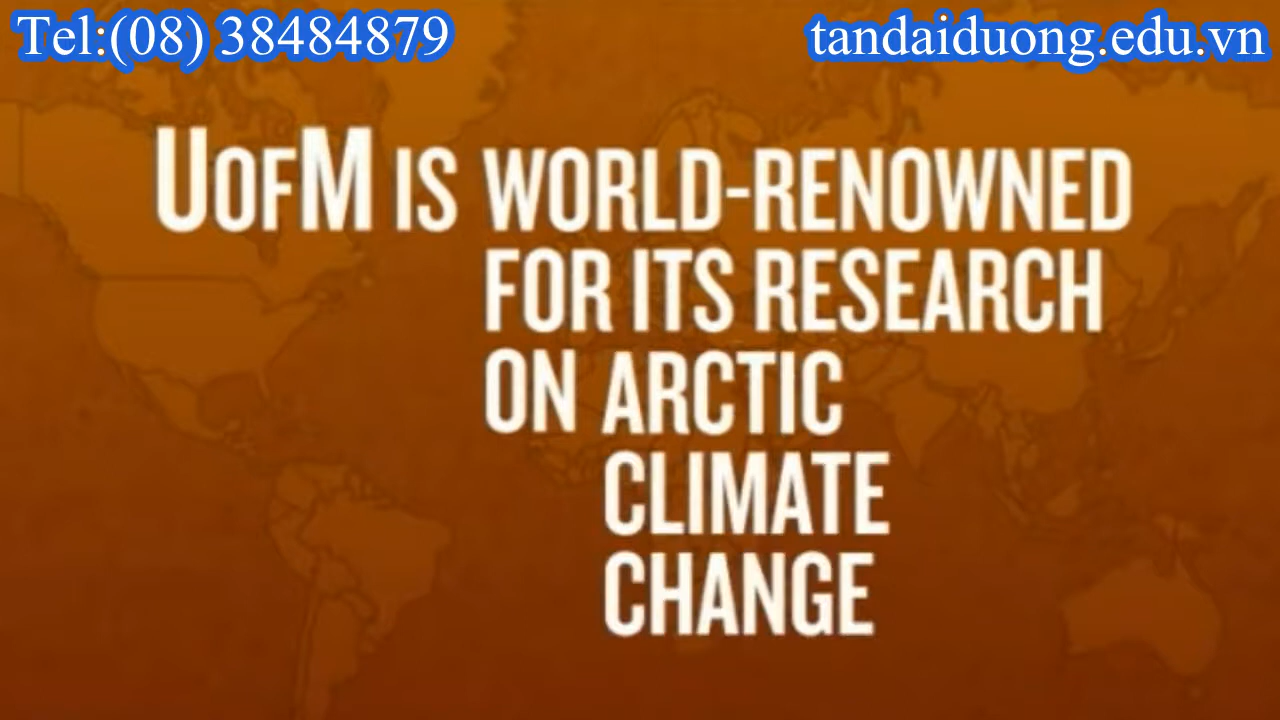 Tel:(08) 38484879
tandaiduong.edu.vn
UofM is world-renowned
for its research
on Arctic
climate
change